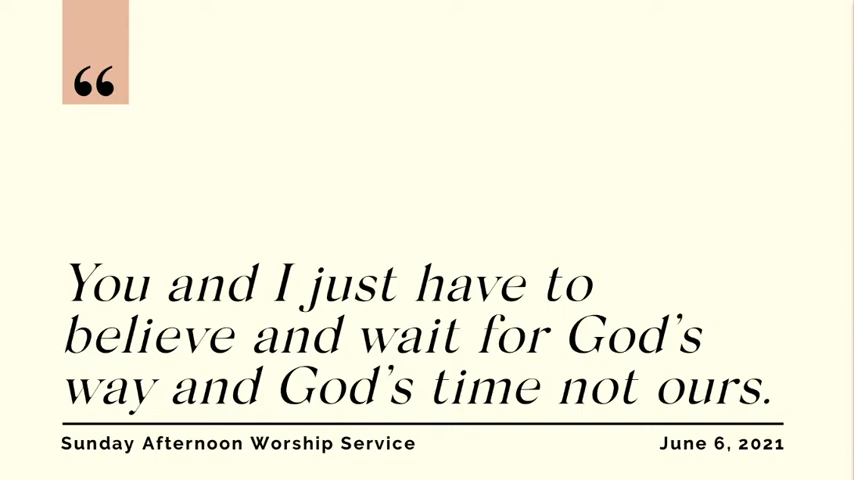 “
You and I just have to
believe and wait for God's
way and God's time not ours.
Sunday Afternoon Worship Service
June 6, 2021